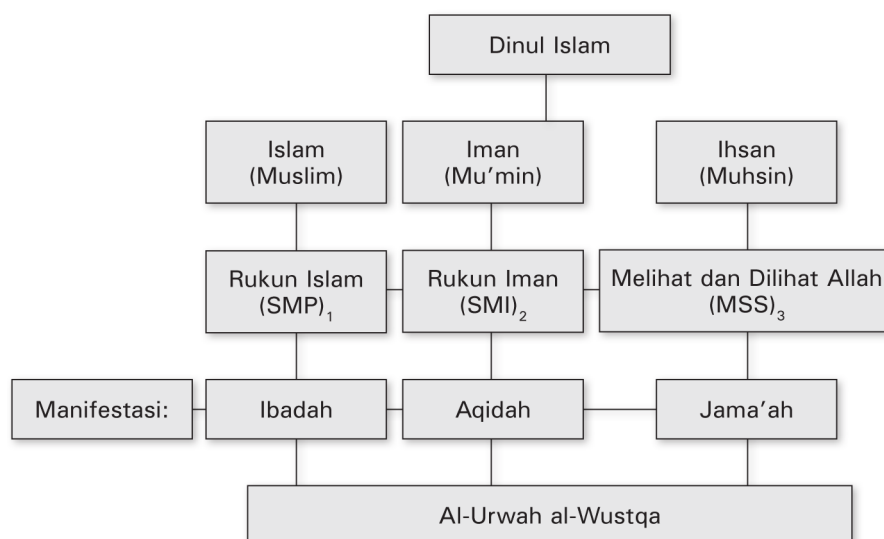 Dinul Islam
Islam
(Muslim)
Iman
(Mu'min)
Ihsan
(Muhsin)
Rukun Islam
(SMP)1
Rukun Iman
(SMI)2
Melihat dan Dilihat Allah
(MSS)3
Manifestasi:
Ibadah
Aqidah
Jama'ah
Al-Urwah al-Wustqa